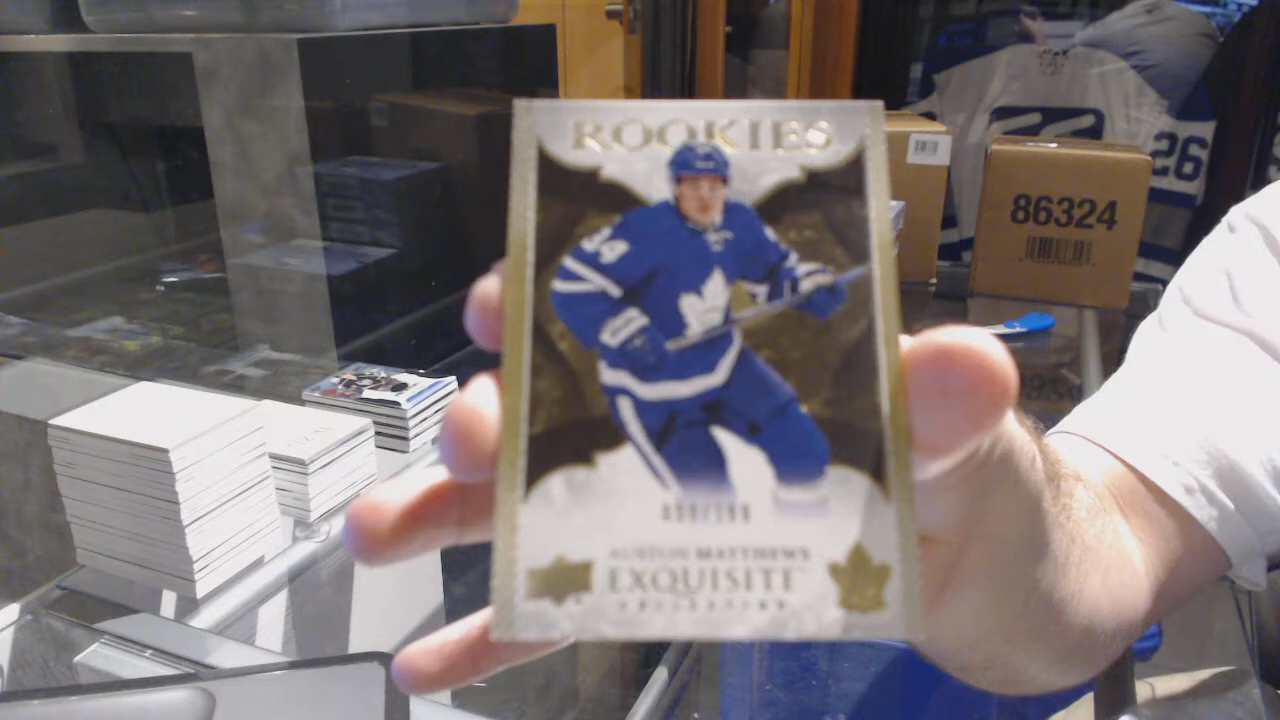 ROOKIES
34
AUSTON MATTHEWS
EXQUISITE
COLLECTION
86324
26